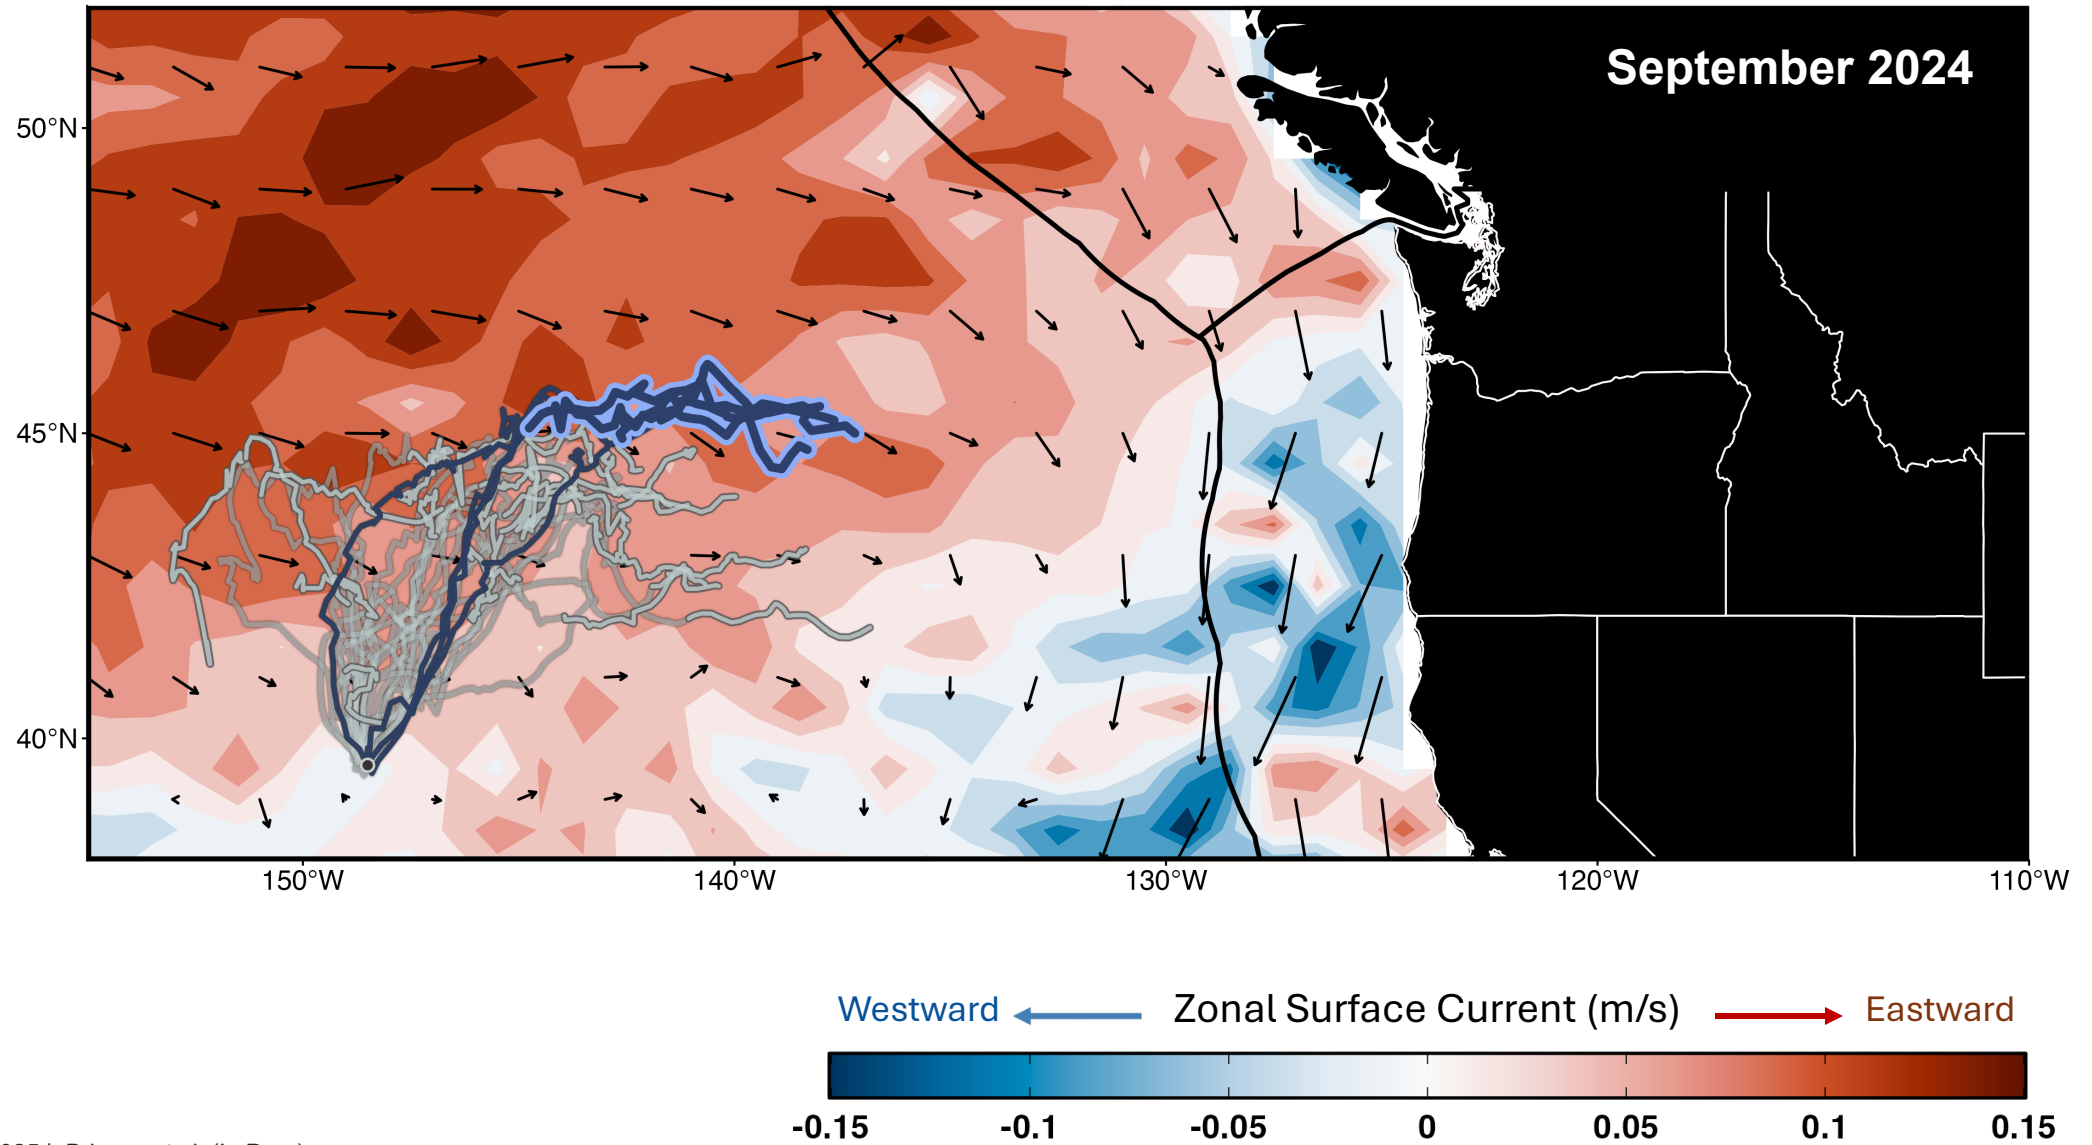 September 2024
50°N
45°N
40°N
150°W 140°W 130°W 120°W 110°W
Westward Zonal Surface Current (m/s) Eastward
-0.15 -0.1 -0.05 0 0.05 0.1 0.15